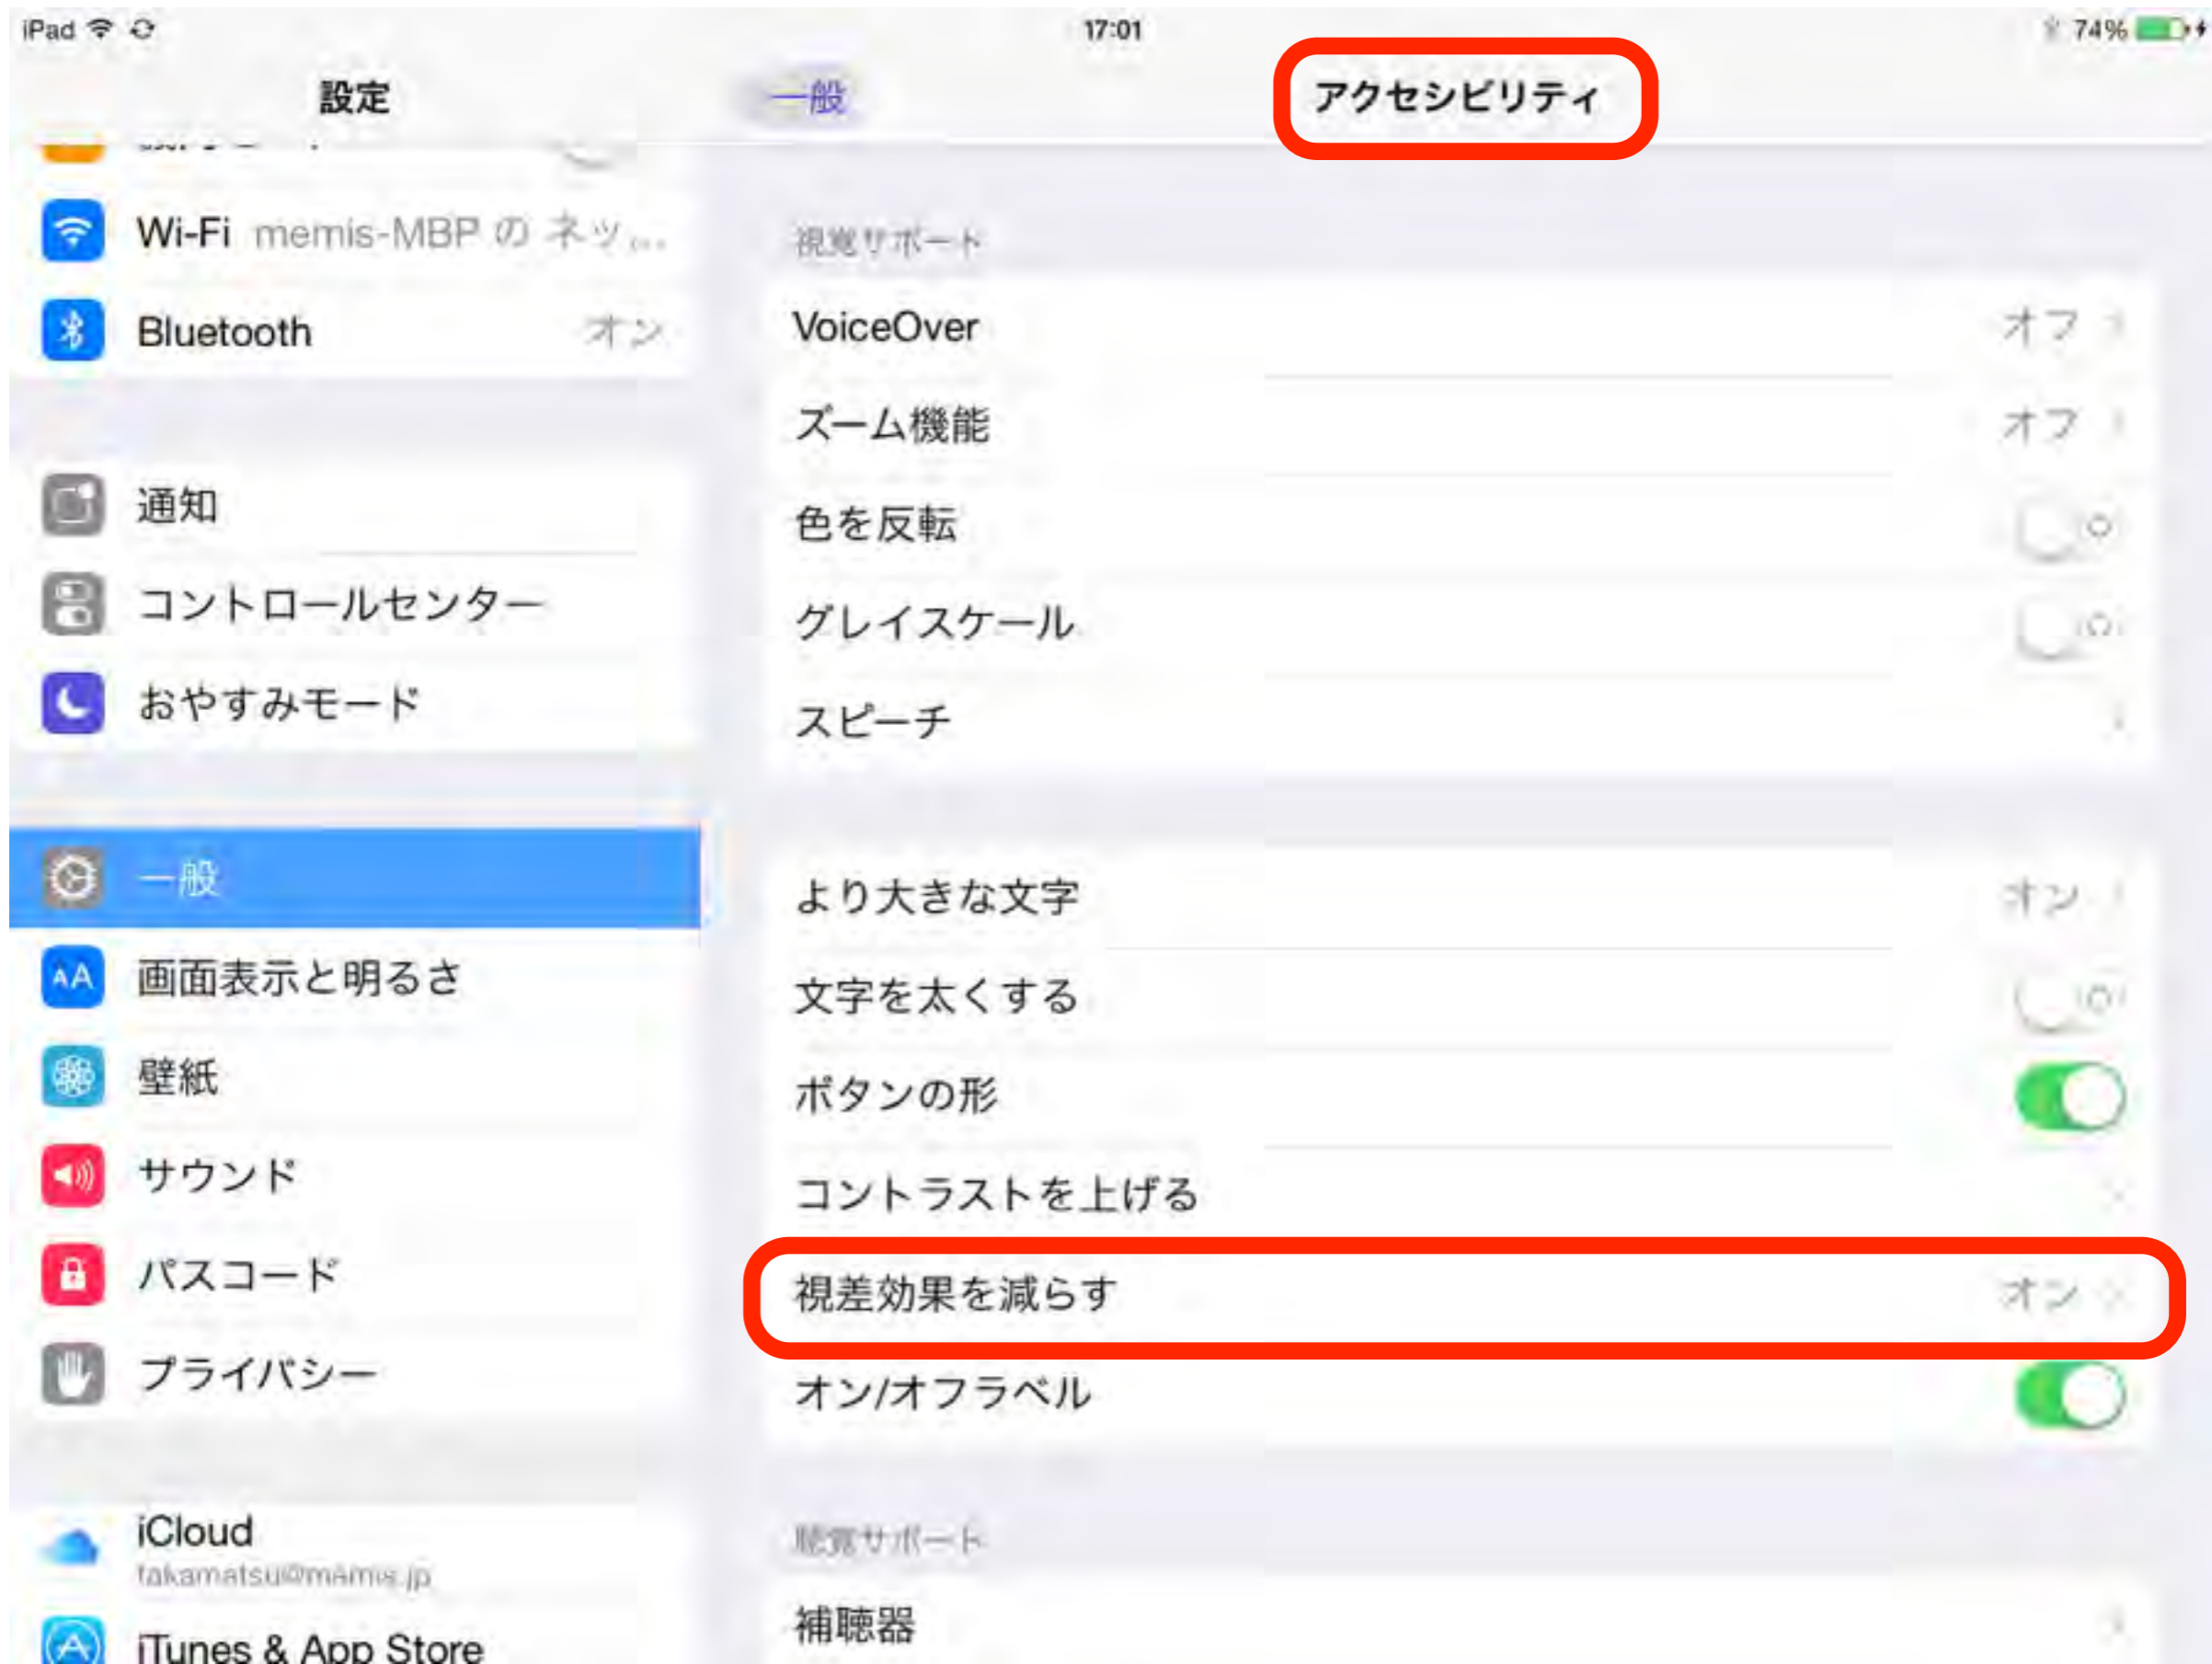 iPad
17:01
74%
設定
Wi-Fi memis-MBP の ネッ...
Bluetooth オン
通知
コントロールセンター
おやすみモード
一般
画面表示と明るさ
壁紙
サウンド
パスコード
プライバシー
iCloud
takamatsu@mamis.jp
iTunes & App Store
一般
アクセシビリティ
視覚サポート
VoiceOver オフ
ズーム機能 オフ
色を反転
グレイスケール
スピーチ
より大きな文字 オン
文字を太くする
ボタンの形
コントラストを上げる
視差効果を減らす オン
オン/オフラベル
聴覚サポート
補聴器